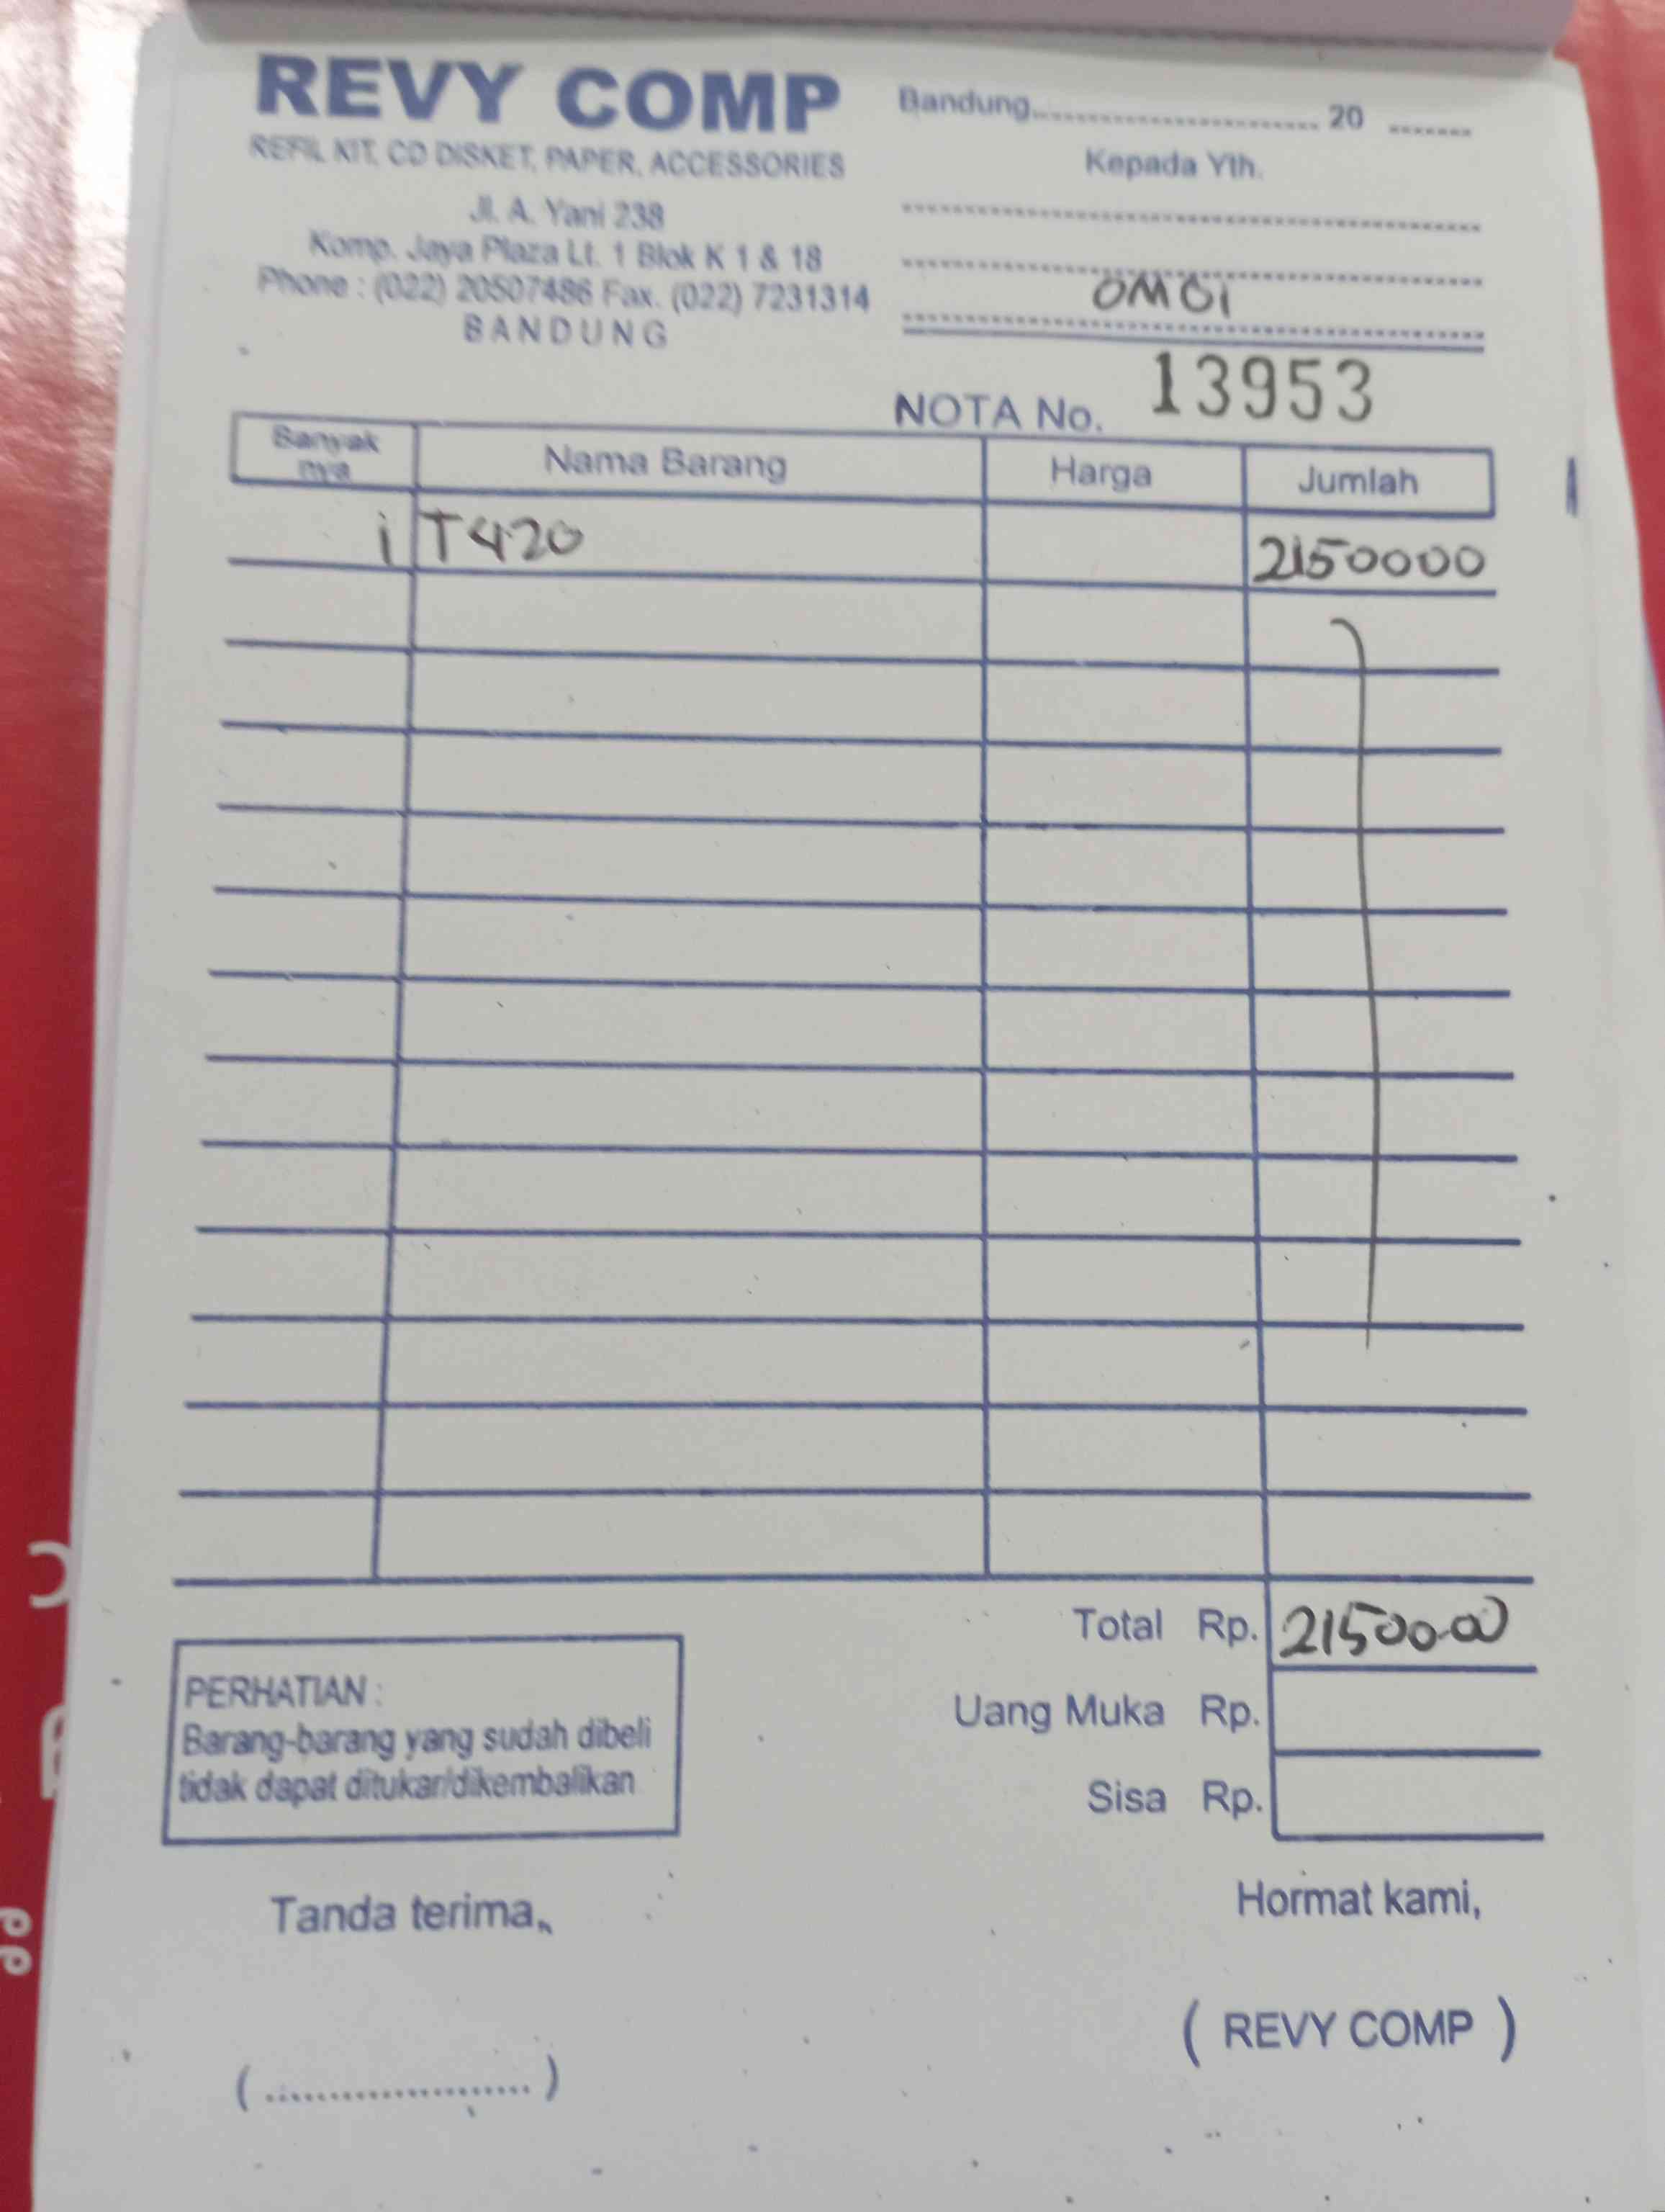 REVY COMP
REFIL KIT, CD DISKET, PAPER, ACCESSORIES
Jl. A. Yani 238
Komp. Jaya Plaza Lt. 1 Blok K 1 & 18
Phone : (022) 20507486 Fax. (022) 7231314
BANDUNG
Bandung.............................. 20 .......
Kepada Yth.
OMOi
NOTA No. 13953
Banyak nya Nama Barang Harga Jumlah
1 T420 2150000
Total Rp. 2150000
Uang Muka Rp.
Sisa Rp.
PERHATIAN :
Barang-barang yang sudah dibeli
tidak dapat ditukar/dikembalikan
Tanda terima,
(......................)
Hormat kami,
( REVY COMP )